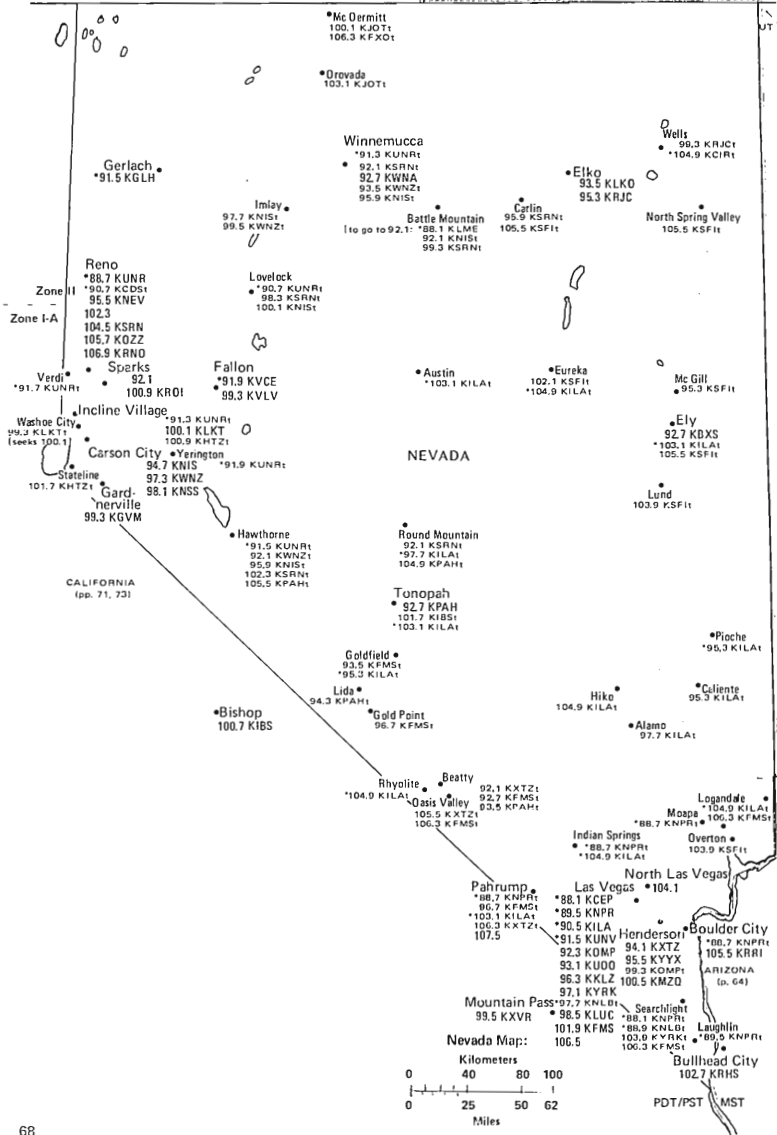 UT
Mc Dermitt
100.1 KJOTt
106.3 KFXOt
Orovada
103.1 KJOTt
Wells
99.3 KRJCt
*104.9 KCIRt
Winnemucca
*91.3 KUNRt
92.1 KSRNt
92.7 KWNA
93.5 KWNZt
95.9 KNISt
Gerlach
*91.5 KGLH
Elko
93.5 KLKO
95.3 KRJC
Imlay
97.7 KNISt
99.5 KWNZt
Battle Mountain
(to go to 92.1: *88.1 KLME
92.1 KNISt
99.3 KSRNt
Carlin
95.9 KSRNt
105.5 KSFIt
North Spring Valley
105.5 KSFIt
Reno
*88.7 KUNR
*90.7 KCDSt
95.5 KNEV
102.3
104.5 KSRN
105.7 KOZZ
106.9 KRNO
Zone II
Zone I-A
Lovelock
*90.7 KUNRt
98.3 KSRNt
100.1 KNISt
Sparks
92.1
100.9 KROI
Verdi
*91.7 KUNRt
Fallon
*91.9 KVCE
99.3 KVLV
Austin
*103.1 KILAt
Eureka
102.1 KSFIt
*104.9 KILAt
Mc Gill
95.3 KSFIt
Incline Village
*91.3 KUNRt
100.1 KLKT
100.9 KHTZt
Washoe City
99.3 KLKTt
(seeks 100.1)
Ely
92.7 KBXS
*103.1 KILAt
105.5 KSFIt
Carson City
94.7 KNIS
97.3 KWNZ
98.1 KNSS
Yerington
*91.9 KUNRt
NEVADA
Stateline
101.7 KHTZt
Gard-
nerville
99.3 KGVM
Lund
103.9 KSFIt
Hawthorne
*91.5 KUNRt
92.1 KWNZt
95.9 KNISt
102.3 KSRNt
105.5 KPAHt
Round Mountain
92.1 KSRNt
*97.7 KILAt
104.9 KPAHt
CALIFORNIA
(pp. 71, 73)
Tonopah
92.7 KPAH
101.7 KIBSt
*103.1 KILAt
Pioche
*95.3 KILAt
Goldfield
93.5 KFMSt
*95.3 KILAt
Lida
94.3 KPAHt
Gold Point
96.7 KFMSt
Hiko
104.9 KILAt
Caliente
95.3 KILAt
Bishop
100.7 KIBS
Alamo
97.7 KILAt
Rhyolite
*104.9 KILAt
Beatty
92.1 KXTZt
92.7 KFMSt
93.5 KPAHt
Oasis Valley
105.5 KXTZt
106.3 KFMSt
Logandale
*104.9 KILAt
106.3 KFMSt
Moapa
*88.7 KNPRt
Indian Springs
*88.7 KNPRt
*104.9 KILAt
Overton
103.9 KSFIt
Pahrump
*88.7 KNPRt
96.7 KFMSt
*103.1 KILAt
106.3 KXTZt
107.5
North Las Vegas
104.1
Las Vegas
*88.1 KCEP
*89.5 KNPR
*90.5 KILA
*91.5 KUNV
92.3 KOMP
93.1 KUOO
96.3 KKLZ
97.1 KYRK
*97.7 KNLBt
98.5 KLUC
101.9 KFMS
106.5
Henderson
94.1 KXTZ
95.5 KYYX
99.3 KOMPt
100.5 KMZQ
Boulder City
*88.7 KNPRt
105.5 KRRI
ARIZONA
(p. 64)
Mountain Pass
99.5 KXVR
Searchlight
*88.1 KNPRt
*88.9 KNLBt
103.9 KYRKt
106.3 KFMSt
Laughlin
*89.5 KNPRt
Bullhead City
102.7 KRHS
Nevada Map:
Kilometers
0 40 80 100
0 25 50 62
Miles
PDT/PST MST
68